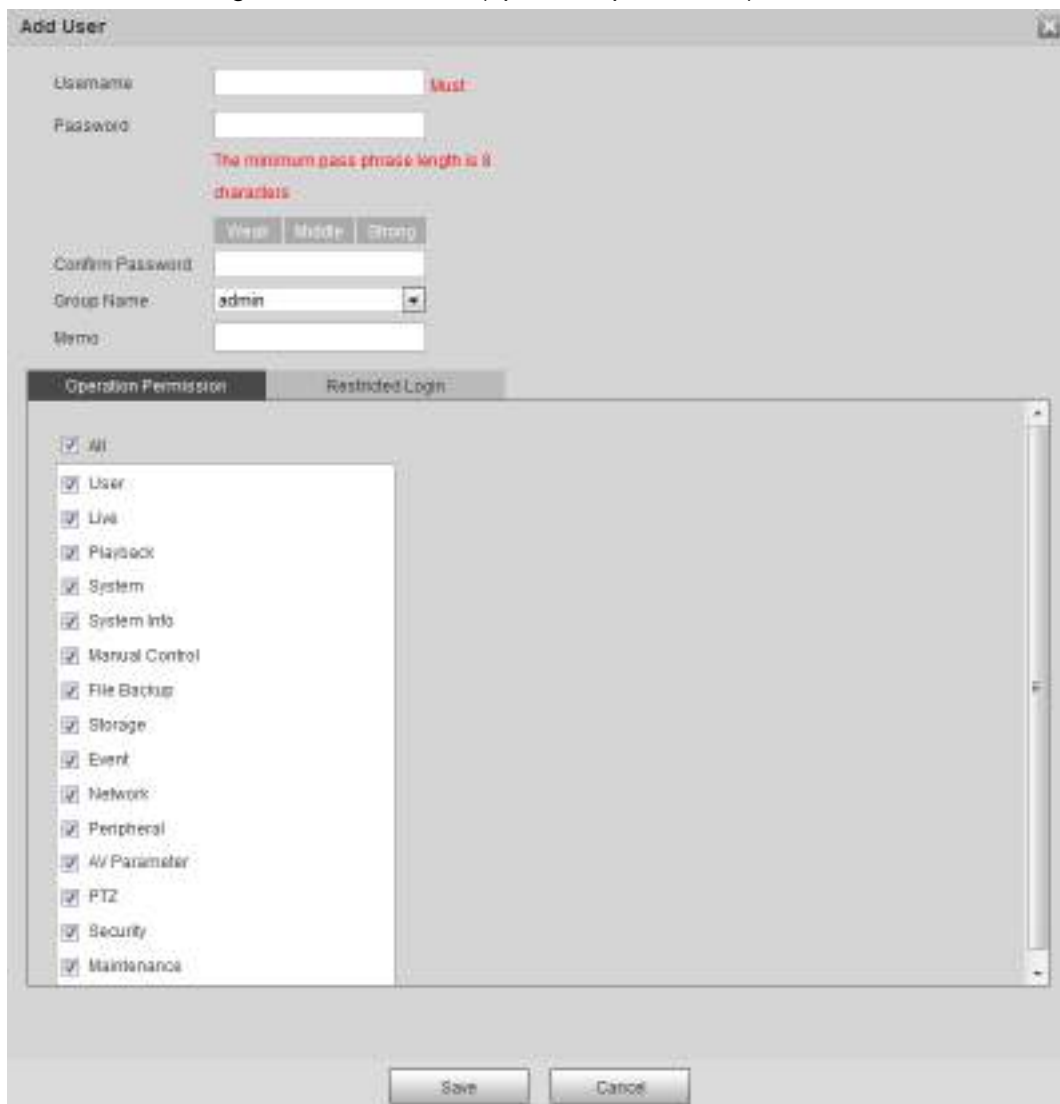 Add User
Username
Must
Password
The minimum pass phrase length is 8
characters
Weak Middle Strong
Confirm Password
Group Name
admin
Memo
Operation Permission
Restricted Login
All
User
Live
Playback
System
System Info
Manual Control
File Backup
Storage
Event
Network
Peripheral
AV Parameter
PTZ
Security
Maintenance
Save
Cancel